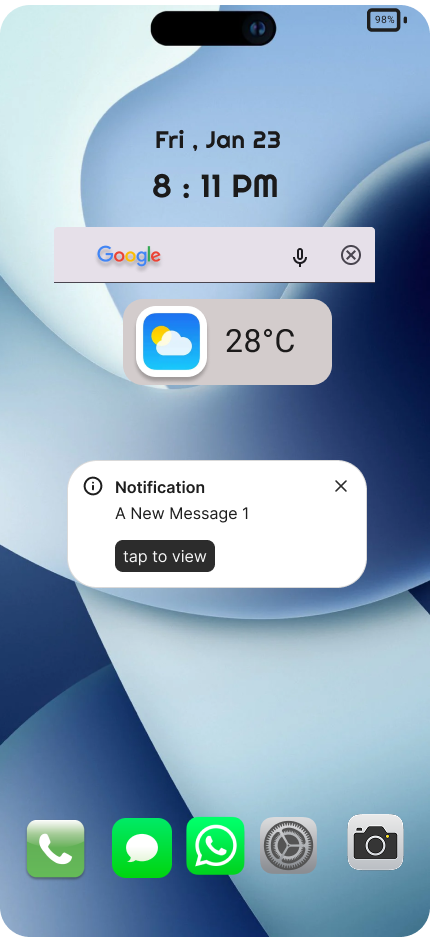 98%
Fri , Jan 23
8 : 11 PM
Google
28°C
Notification
A New Message 1
tap to view